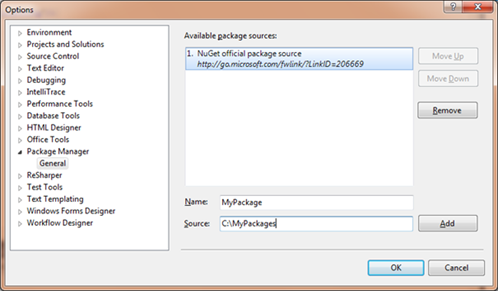 Options
Environment
Projects and Solutions
Source Control
Text Editor
Debugging
IntelliTrace
Performance Tools
Database Tools
HTML Designer
Office Tools
Package Manager
General
ReSharper
Test Tools
Text Templating
Windows Forms Designer
Workflow Designer
Available package sources:
1. NuGet official package source
http://go.microsoft.com/fwlink/?LinkID=206669
Move Up
Move Down
Remove
Name: MyPackage
Source: C:\MyPackages
Add
OK Cancel